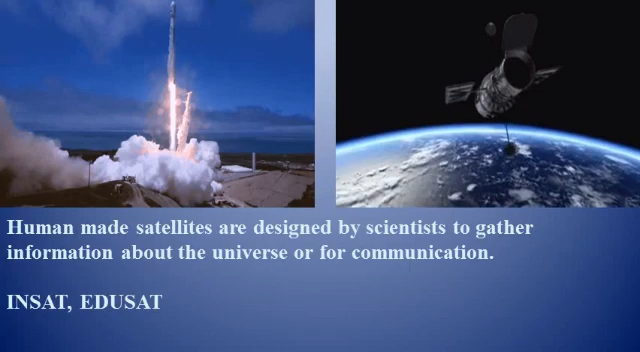 Human made satellites are designed by scientists to gather
information about the universe or for communication.
INSAT, EDUSAT